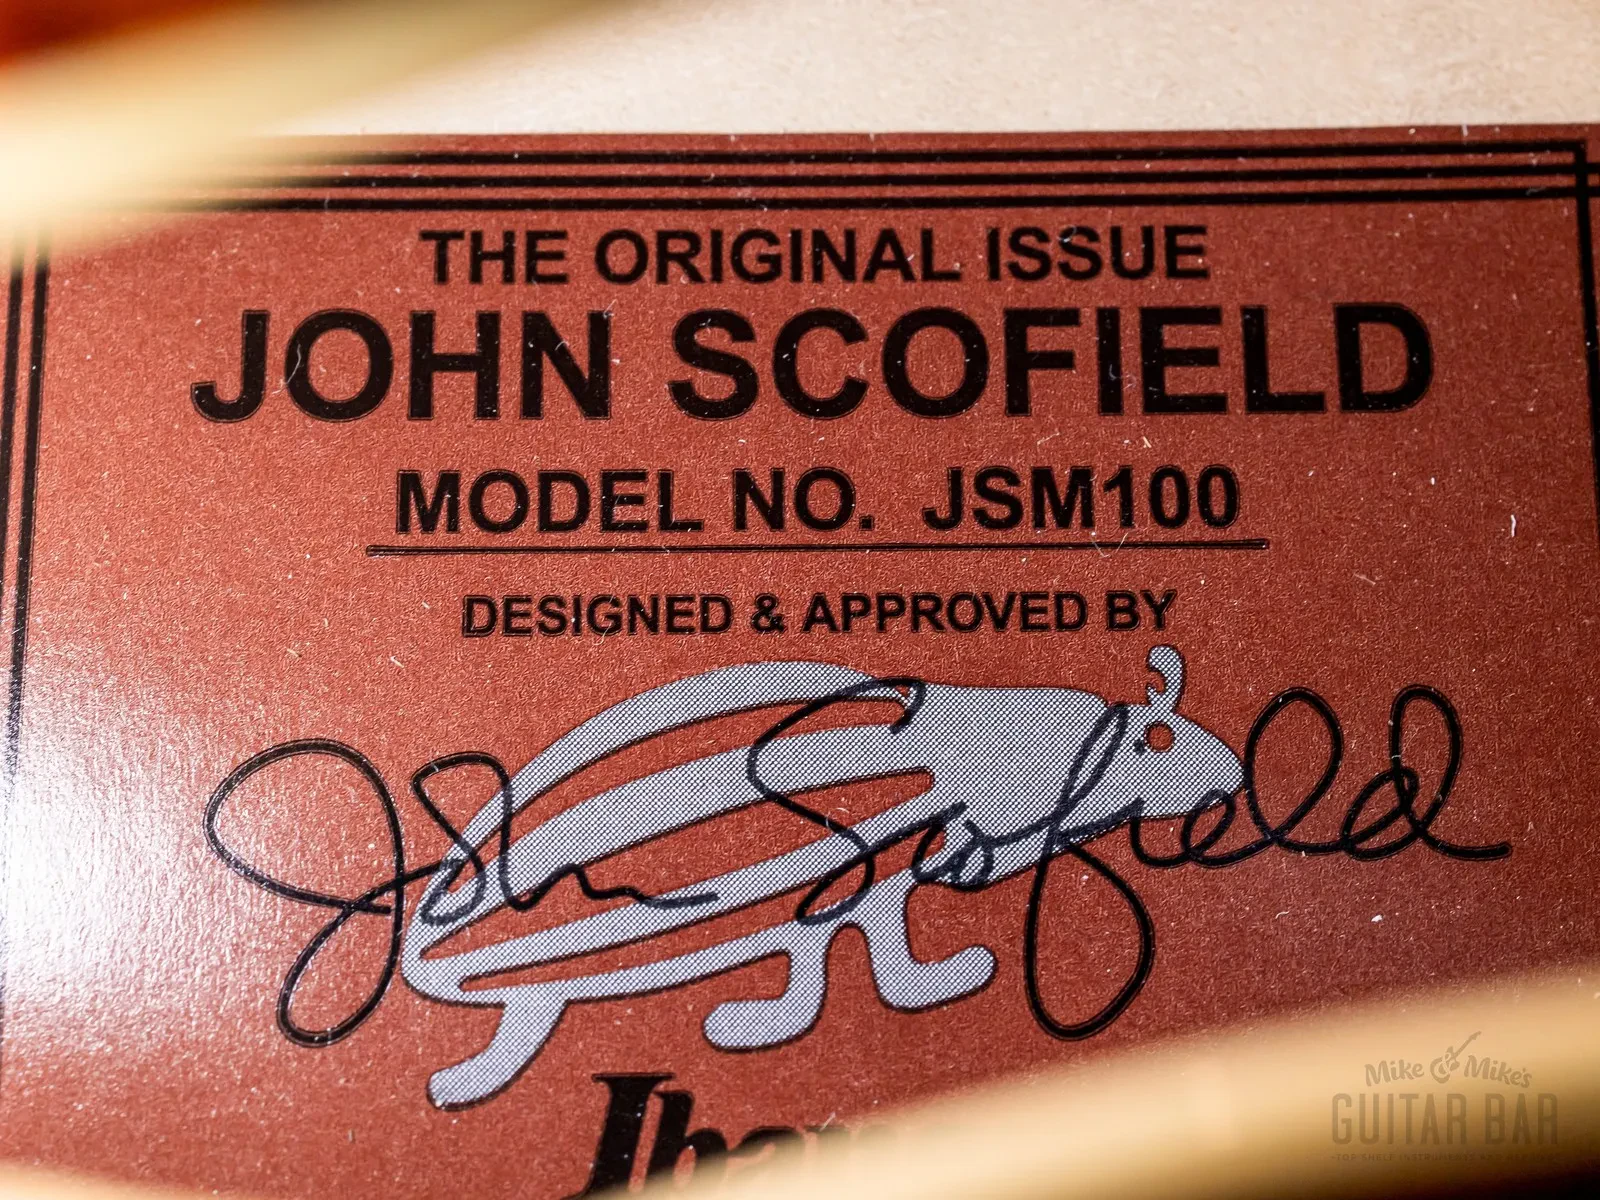 THE ORIGINAL ISSUE
JOHN SCOFIELD
MODEL NO. JSM100
DESIGNED & APPROVED BY
John Scofield
Mike & Mike's
GUITAR BAR